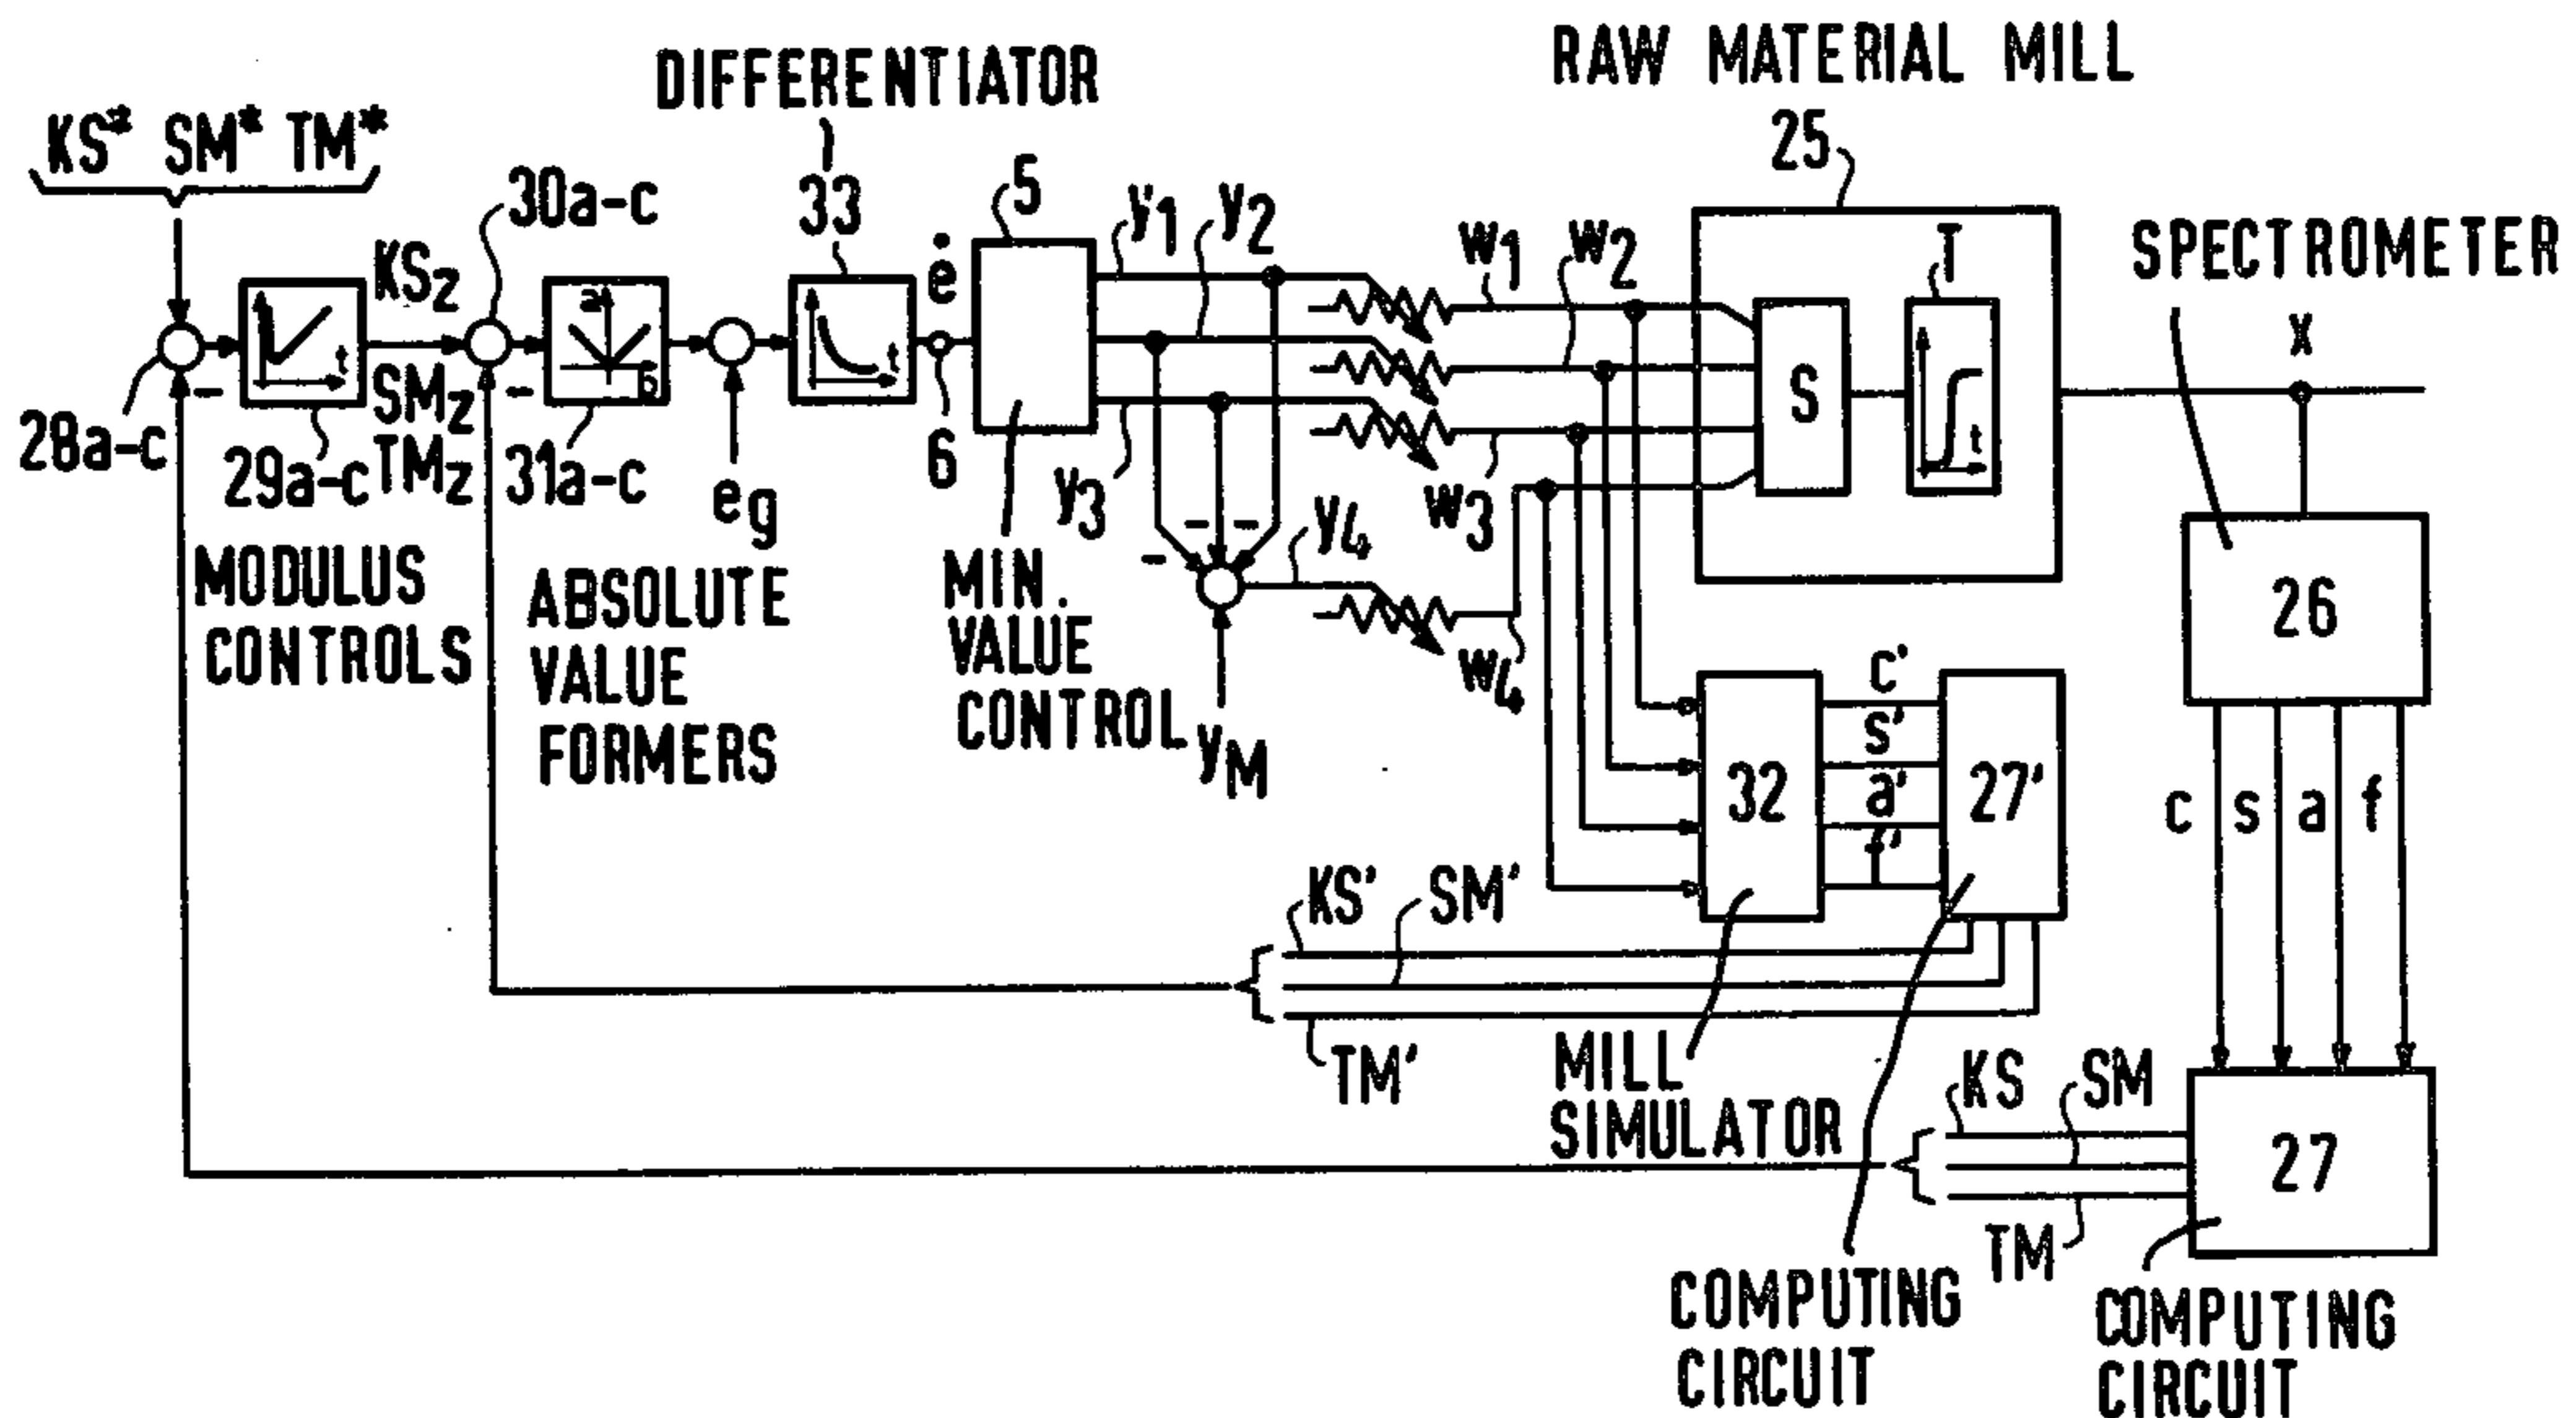 RAW MATERIAL MILL
DIFFERENTIATOR
KS* SM* TM*
25
30a-c
33
5
y1
y2
w1
w2
T
SPECTROMETER
KS2
ė
x
a
t
t
6
S
t
28a-c
29a-c
SMz
TMz
31a-c
eg
6
y3
w3
y4
MODULUS
CONTROLS
ABSOLUTE
VALUE
FORMERS
MIN.
VALUE
CONTROL
yM
w4
26
c'
s'
a'
f'
32
27'
c s a f
KS' SM'
TM'
MILL
SIMULATOR
KS SM
27
TM
COMPUTING
CIRCUIT
COMPUTING
CIRCUIT
- - - - -